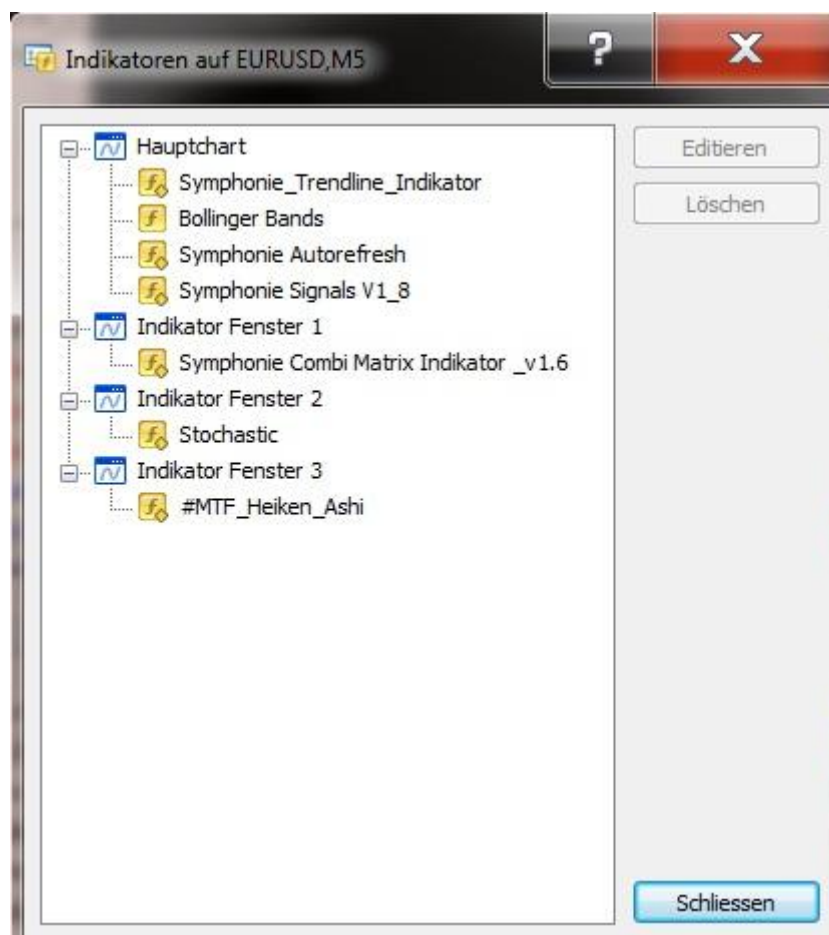 Indikatoren auf EURUSD,M5
?
X
Hauptchart
Symphonie_Trendline_Indikator
Bollinger Bands
Symphonie Autorefresh
Symphonie Signals V1_8
Indikator Fenster 1
Symphonie Combi Matrix Indikator _v1.6
Indikator Fenster 2
Stochastic
Indikator Fenster 3
#MTF_Heiken_Ashi
Editieren
Löschen
Schliessen